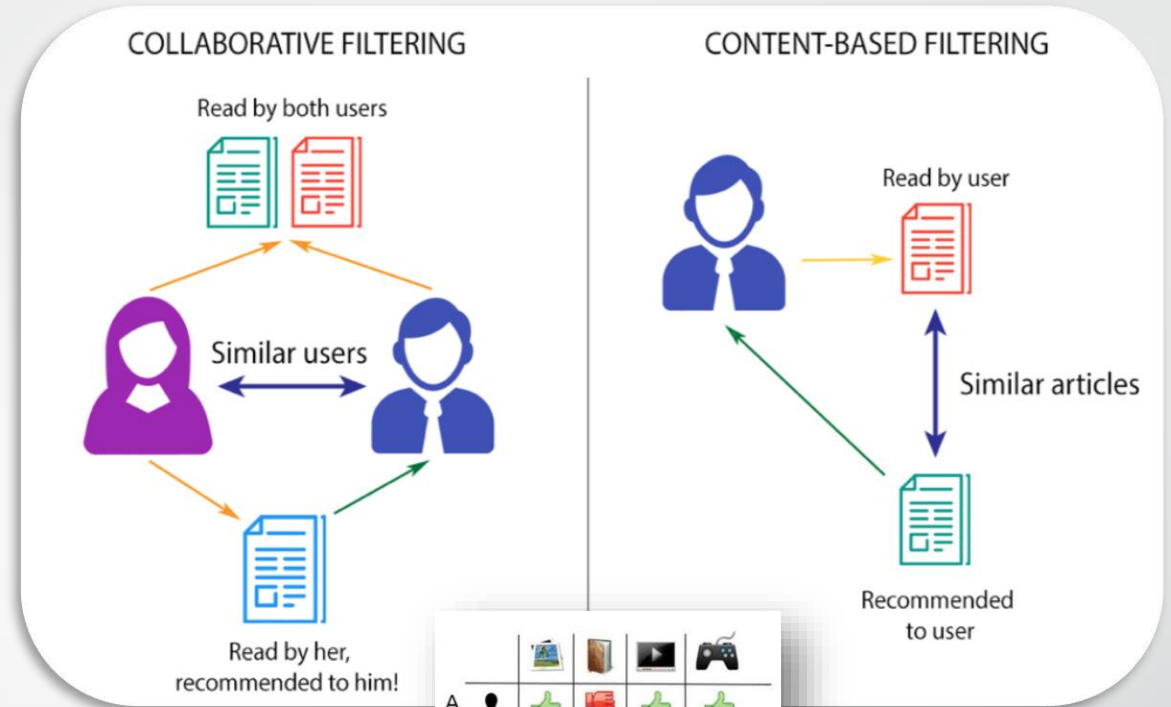 COLLABORATIVE FILTERING
Read by both users
Similar users
Read by her,
recommended to him!
CONTENT-BASED FILTERING
Read by user
Similar articles
Recommended
to user
A